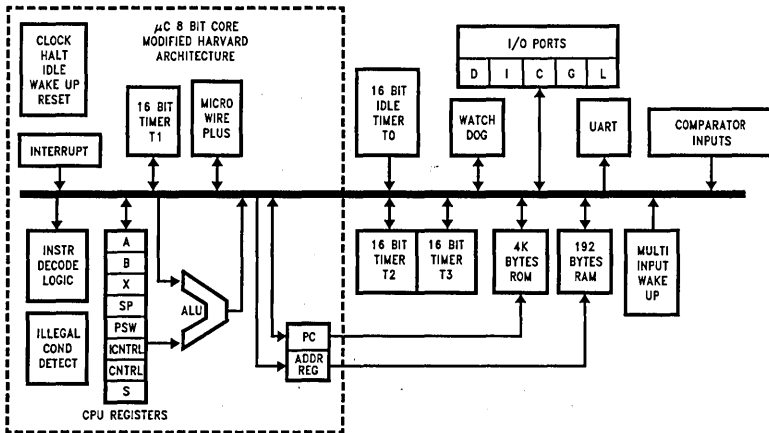 CLOCK
HALT
IDLE
WAKE UP
RESET
μC 8 BIT CORE
MODIFIED HARVARD
ARCHITECTURE
I/O PORTS
D I C G L
INTERRUPT
16 BIT
TIMER
T1
MICRO
WIRE
PLUS
16 BIT
IDLE
TIMER
T0
WATCH
DOG
UART
COMPARATOR
INPUTS
INSTR
DECODE
LOGIC
ILLEGAL
COND
DETECT
A
B
X
SP
PSW
ICNTRL
CNTRL
S
CPU REGISTERS
ALU
PC
ADDR
REG
16 BIT
TIMER
T2
16 BIT
TIMER
T3
4K
BYTES
ROM
192
BYTES
RAM
MULTI
INPUT
WAKE
UP